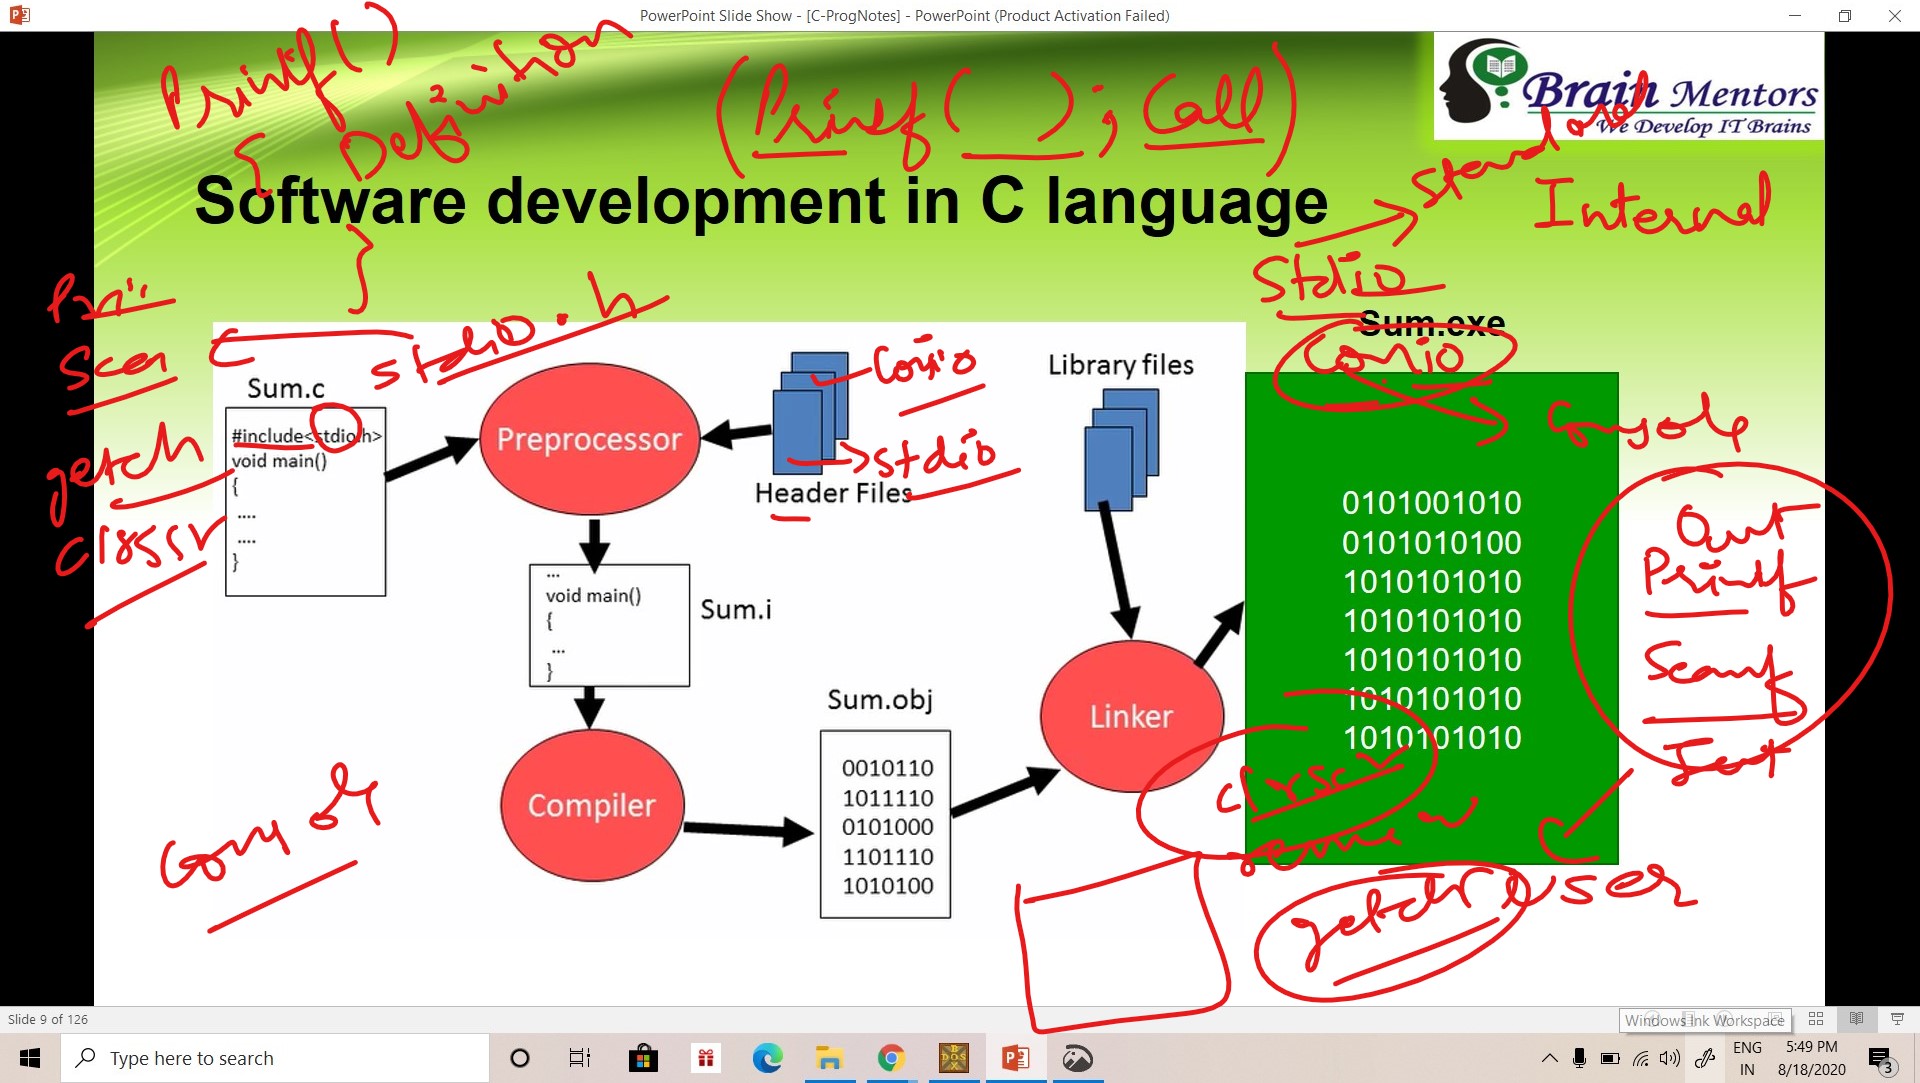 PowerPoint Slide Show - [C-ProgNotes] - PowerPoint (Product Activation Failed)
Printf()
{ Definition
}
(Printf( ); Call)
Brain Mentors
We Develop IT Brains
Software development in C language
Standard
Internal
Stdio
Sum.exe
Conio
Console
stdio.h
Scan
getch
clrscr
Sum.c
#include<stdio.h>
void main()
{
....
....
}
Preprocessor
Conio
stdio
Header Files
Library files
...
void main()
{
...
}
Sum.i
Compiler
Sum.obj
0010110
1011110
0101000
1101110
1010100
Linker
0101001010
0101010100
1010101010
1010101010
1010101010
1010101010
1010101010
Out
Printf
Scanf
clrscr
getch
user
Slide 9 of 126
Windows Ink Workspace
Type here to search
DOS
ENG
IN
5:49 PM
8/18/2020
3